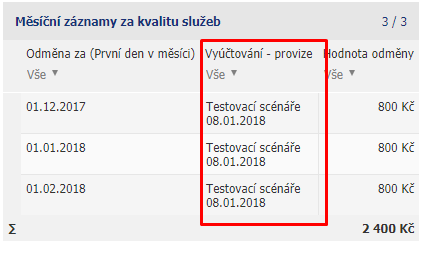 Měsíční záznamy za kvalitu služeb 3 / 3
Odměna za (První den v měsíci) Vyúčtování - provize Hodnota odměny
Vše Vše Vše
01.12.2017 Testovací scénáře 800 Kč
08.01.2018
01.01.2018 Testovací scénáře 800 Kč
08.01.2018
01.02.2018 Testovací scénáře 800 Kč
08.01.2018
Σ 2 400 Kč